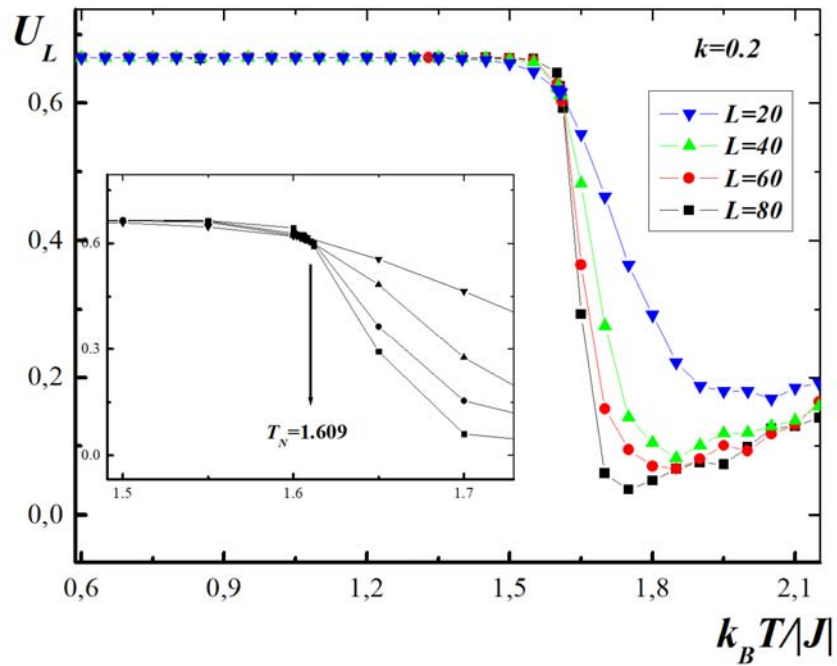 U_L
k=0.2
0,6
0,4
0,2
0,0
L=20
L=40
L=60
L=80
0.6
0.3
0.0
T_N=1.609
1.5 1.6 1.7
0,6 0,9 1,2 1,5 1,8 2,1
k_B T/|J|